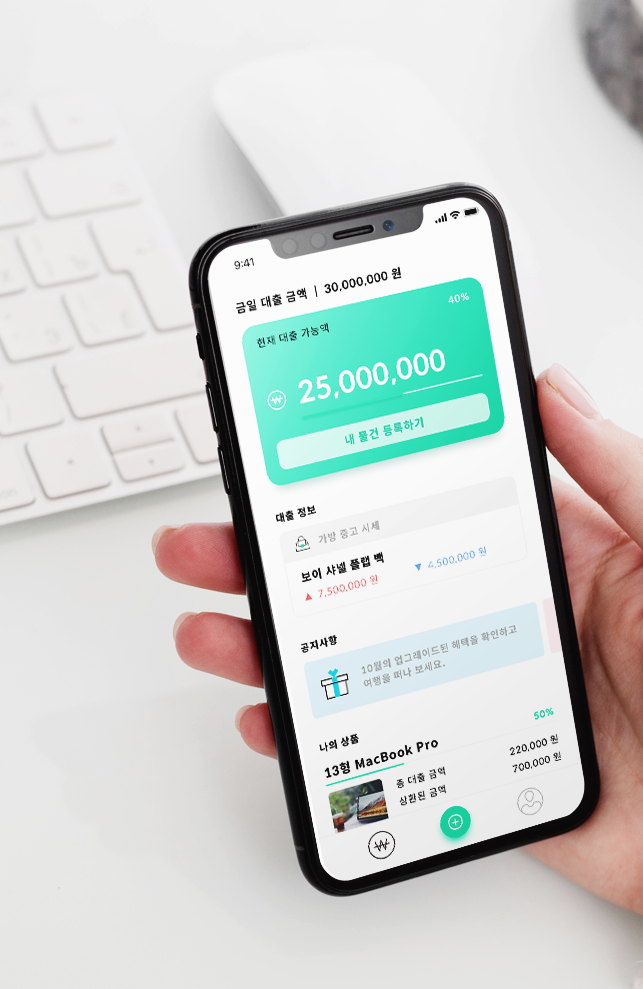 9:41
금일 대출 금액 | 30,000,000 원
현재 대출 가능액
40%
25,000,000
내 물건 등록하기
대출 정보
가방 중고 시세
보이 샤넬 플랩 백
▲ 7,500,000 원 ▼ 4,500,000 원
공지사항
10월의 업그레이드된 혜택을 확인하고
여행을 떠나 보세요.
나의 상품
50%
13형 MacBook Pro
총 대출 금액 220,000 원
상환된 금액 700,000 원